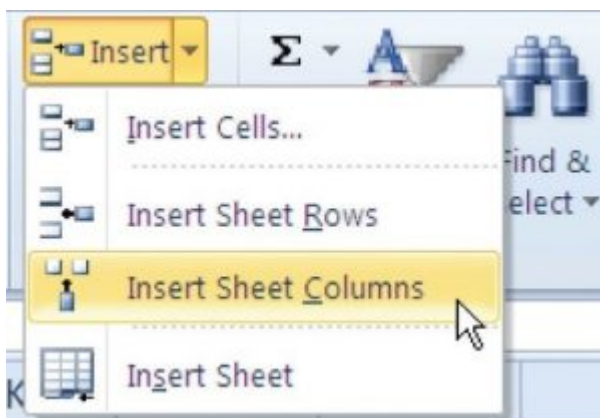 Insert
Σ
Insert Cells...
Find &
Insert Sheet Rows
elect
Insert Sheet Columns
Insert Sheet
K